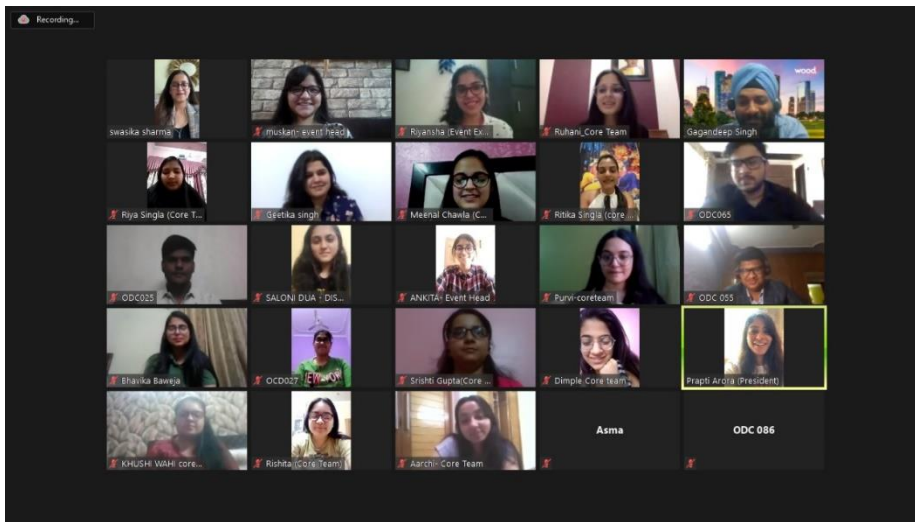 Recording...
wood.
swasika sharma
muskan- event head
Riyansha (Event Ex...
Ruhani_Core Team
Gagandeep Singh
Riya Singla (Core T...
Geetika singh
Meenal Chawla (C...
Ritika Singla (core ...
ODC065
ODC025
SALONI DUA - DIS...
ANKITA- Event Head
Purvi-coreteam
ODC 055
Bhavika Baweja
OCD027
Srishti Gupta(Core ...
Dimple_Core team
Prapti Arora (President)
KHUSHI WAHI core...
Rishita (Core Team)
Aarchi- Core Team
Asma
ODC 086